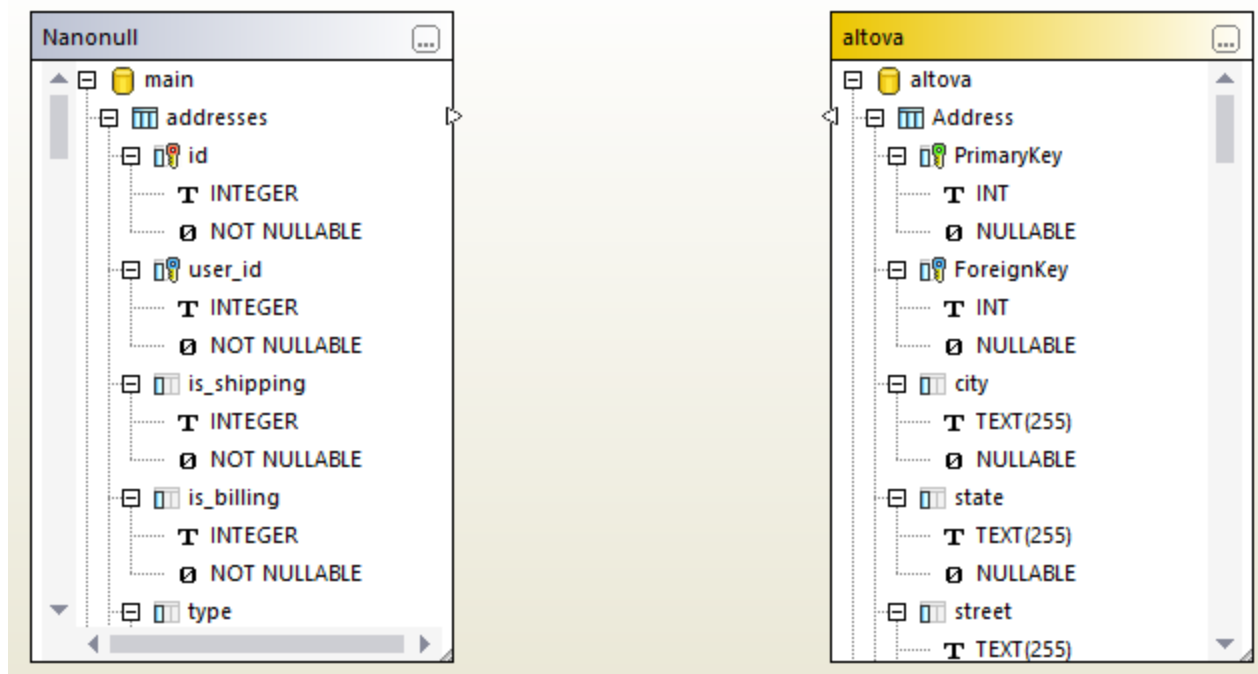 Nanonull
main
addresses
id
INTEGER
NOT NULLABLE
user_id
INTEGER
NOT NULLABLE
is_shipping
INTEGER
NOT NULLABLE
is_billing
INTEGER
NOT NULLABLE
type
altova
altova
Address
PrimaryKey
INT
NULLABLE
ForeignKey
INT
NULLABLE
city
TEXT(255)
NULLABLE
state
TEXT(255)
NULLABLE
street
TEXT(255)